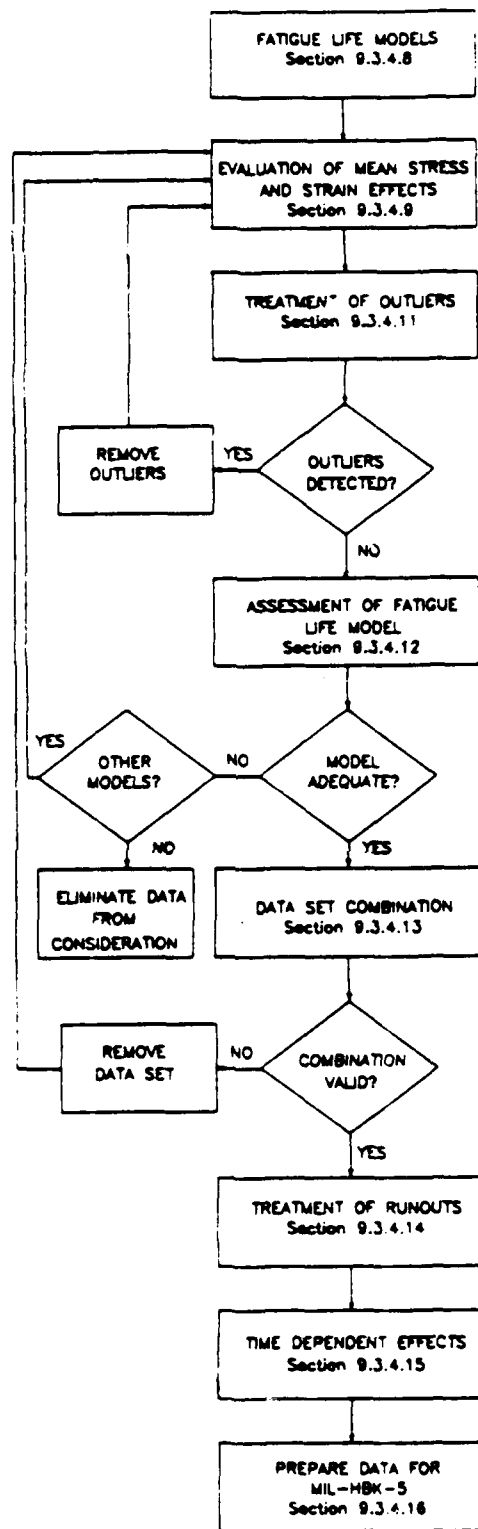 FATIGUE LIFE MODELS
Section 9.3.4.8
EVALUATION OF MEAN STRESS
AND STRAIN EFFECTS
Section 9.3.4.9
TREATMENT OF OUTLIERS
Section 9.3.4.11
REMOVE
OUTLIERS
YES
OUTLIERS
DETECTED?
NO
ASSESSMENT OF FATIGUE
LIFE MODEL
Section 9.3.4.12
YES
OTHER
MODELS?
NO
MODEL
ADEQUATE?
NO
YES
ELIMINATE DATA
FROM
CONSIDERATION
DATA SET COMBINATION
Section 9.3.4.13
REMOVE
DATA SET
NO
COMBINATION
VALID?
YES
TREATMENT OF RUNOUTS
Section 9.3.4.14
TIME DEPENDENT EFFECTS
Section 9.3.4.15
PREPARE DATA FOR
MIL-HBK-5
Section 9.3.4.16